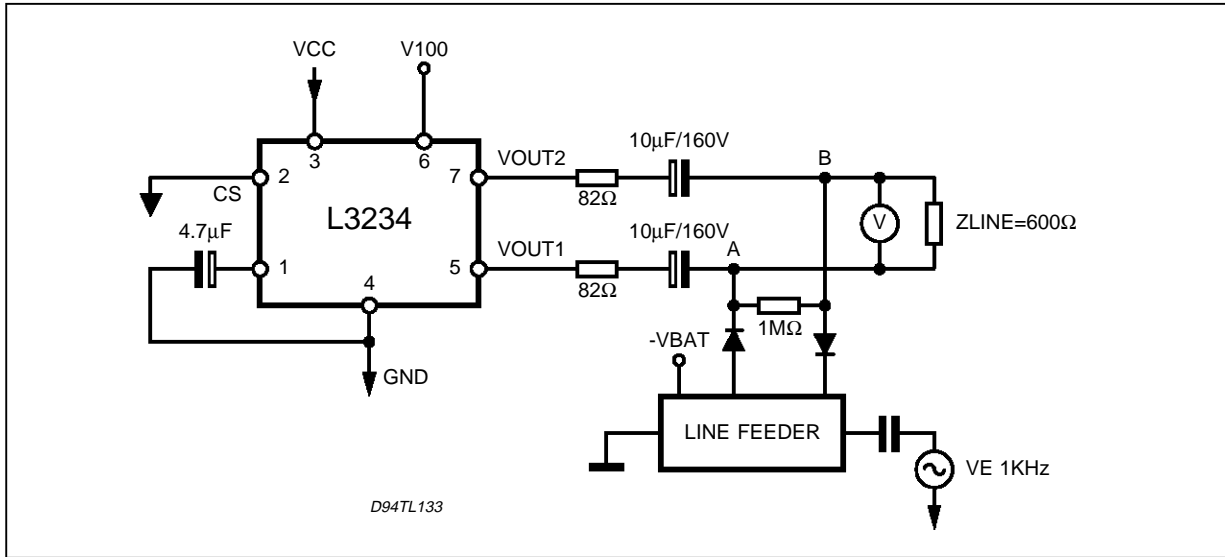 VCC
V100
3
6
10μF/160V
B
2
7
VOUT2
CS
82Ω
L3234
V
ZLINE=600Ω
4.7μF
10μF/160V
1
5
VOUT1
A
4
82Ω
1MΩ
-VBAT
GND
LINE FEEDER
VE 1KHz
D94TL133